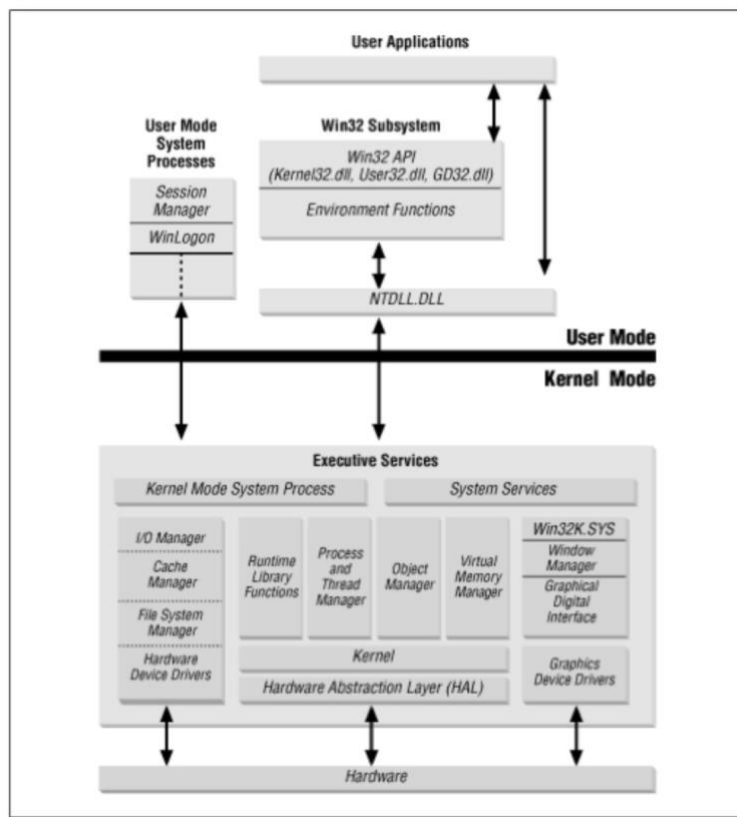 User Applications
User Mode
System
Processes
Session
Manager
WinLogon
Win32 Subsystem
Win32 API
(Kernel32.dll, User32.dll, GD32.dll)
Environment Functions
NTDLL.DLL
User Mode
Kernel Mode
Executive Services
Kernel Mode System Process
System Services
I/O Manager
Cache
Manager
File System
Manager
Hardware
Device Drivers
Runtime
Library
Functions
Process
and
Thread
Manager
Object
Manager
Virtual
Memory
Manager
Win32K.SYS
Window
Manager
Graphical
Digital
Interface
Kernel
Hardware Abstraction Layer (HAL)
Graphics
Device Drivers
Hardware